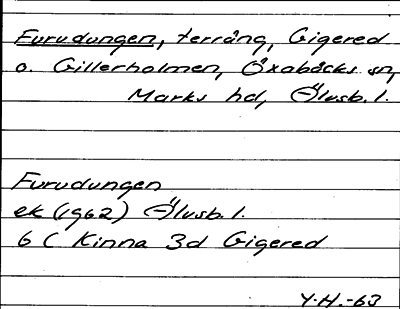 Furudungen, terräng, Gigered
o. Gillerholmen, Öxabäcks sn,
Marks hd, Älvsb. l.
Furudungen
ek (1962) Älvsb. l.
6 C Kinna 3d Gigered
Y.H.-63